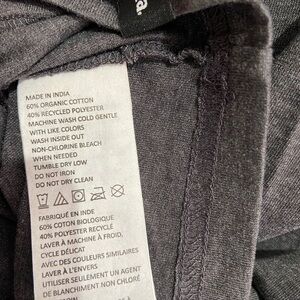 a.
MADE IN INDIA
60% ORGANIC COTTON
40% RECYCLED POLYESTER
MACHINE WASH COLD GENTLE
WITH LIKE COLORS
WASH INSIDE OUT
NON-CHLORINE BLEACH
WHEN NEEDED
TUMBLE DRY LOW
DO NOT IRON
DO NOT DRY CLEAN
FABRIQUÉ EN INDE
60% COTON BIOLOGIQUE
40% POLYESTER RECYCLÉ
LAVER À MACHINE À FROID,
CYCLE DÉLICAT
AVEC DES COULEURS SIMILAIRES
LAVER À L'ENVERS
UTILISER SEULEMENT UN AGENT
DE BLANCHIMENT NON CHLORÉ